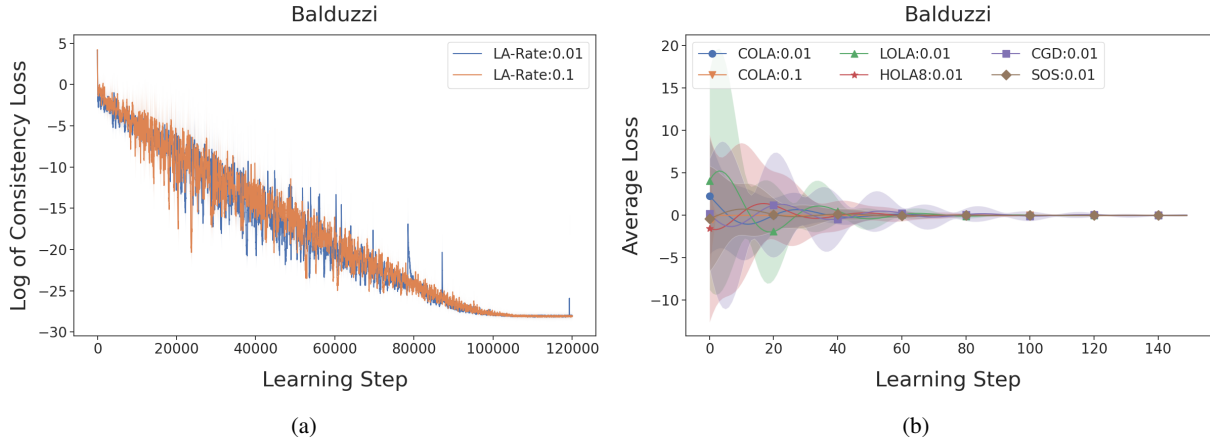 Balduzzi
Log of Consistency Loss
5
0
−5
−10
−15
−20
−25
−30
LA-Rate:0.01
LA-Rate:0.1
0 20000 40000 60000 80000 100000 120000
Learning Step
(a)
Balduzzi
Average Loss
20
15
10
5
0
−5
−10
COLA:0.01 LOLA:0.01 CGD:0.01
COLA:0.1 HOLA8:0.01 SOS:0.01
0 20 40 60 80 100 120 140
Learning Step
(b)